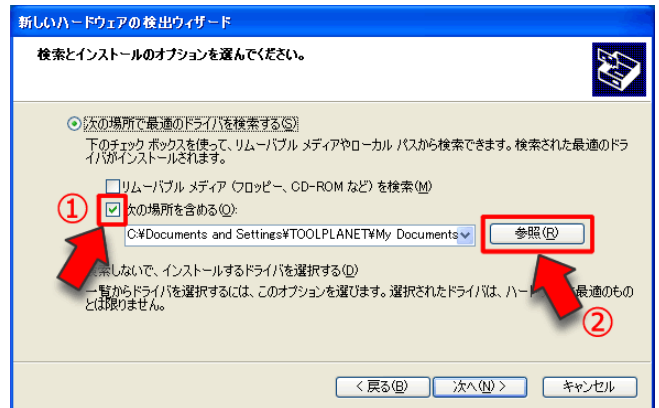 新しいハードウェアの検出ウィザード
検索とインストールのオプションを選んでください。
次の場所で最適のドライバを検索する(S)
下のチェック ボックスを使って、リムーバブル メディアやローカル パスから検索できます。検索された最適のドラ
イバがインストールされます。
リムーバブル メディア (フロッピー、CD-ROM など) を検索(M)
① 次の場所を含める(O):
C:¥Documents and Settings¥TOOLPLANET¥My Documents 参照(R)
しないで、インストールするドライバを選択する(D)
一覧からドライバを選択するには、このオプションを選びます。選択されたドライバは、ハー 最適のもの
とは限りません。
②
< 戻る(B) 次へ(N) > キャンセル